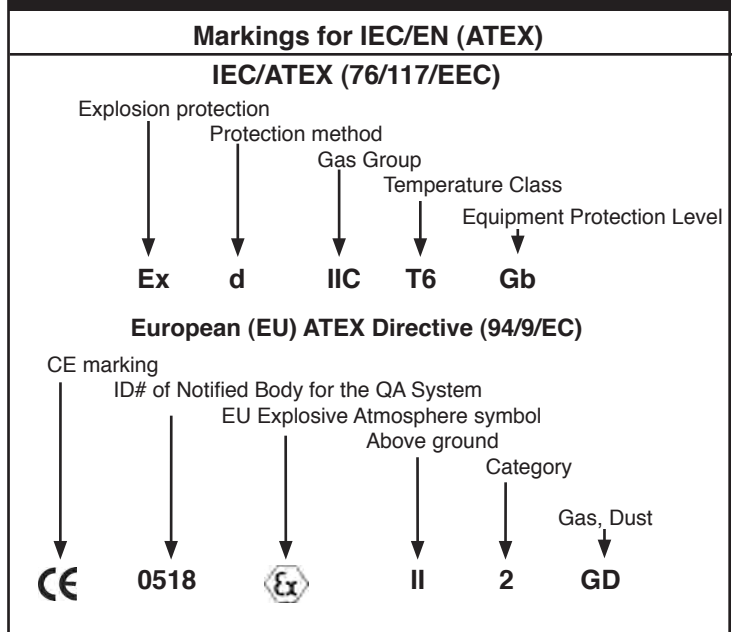 Markings for IEC/EN (ATEX)
IEC/ATEX (76/117/EEC)
Explosion protection
Protection method
Gas Group
Temperature Class
Equipment Protection Level
Ex d IIC T6 Gb
European (EU) ATEX Directive (94/9/EC)
CE marking
ID# of Notified Body for the QA System
EU Explosive Atmosphere symbol
Above ground
Category
Gas, Dust
CE 0518 Ex II 2 GD